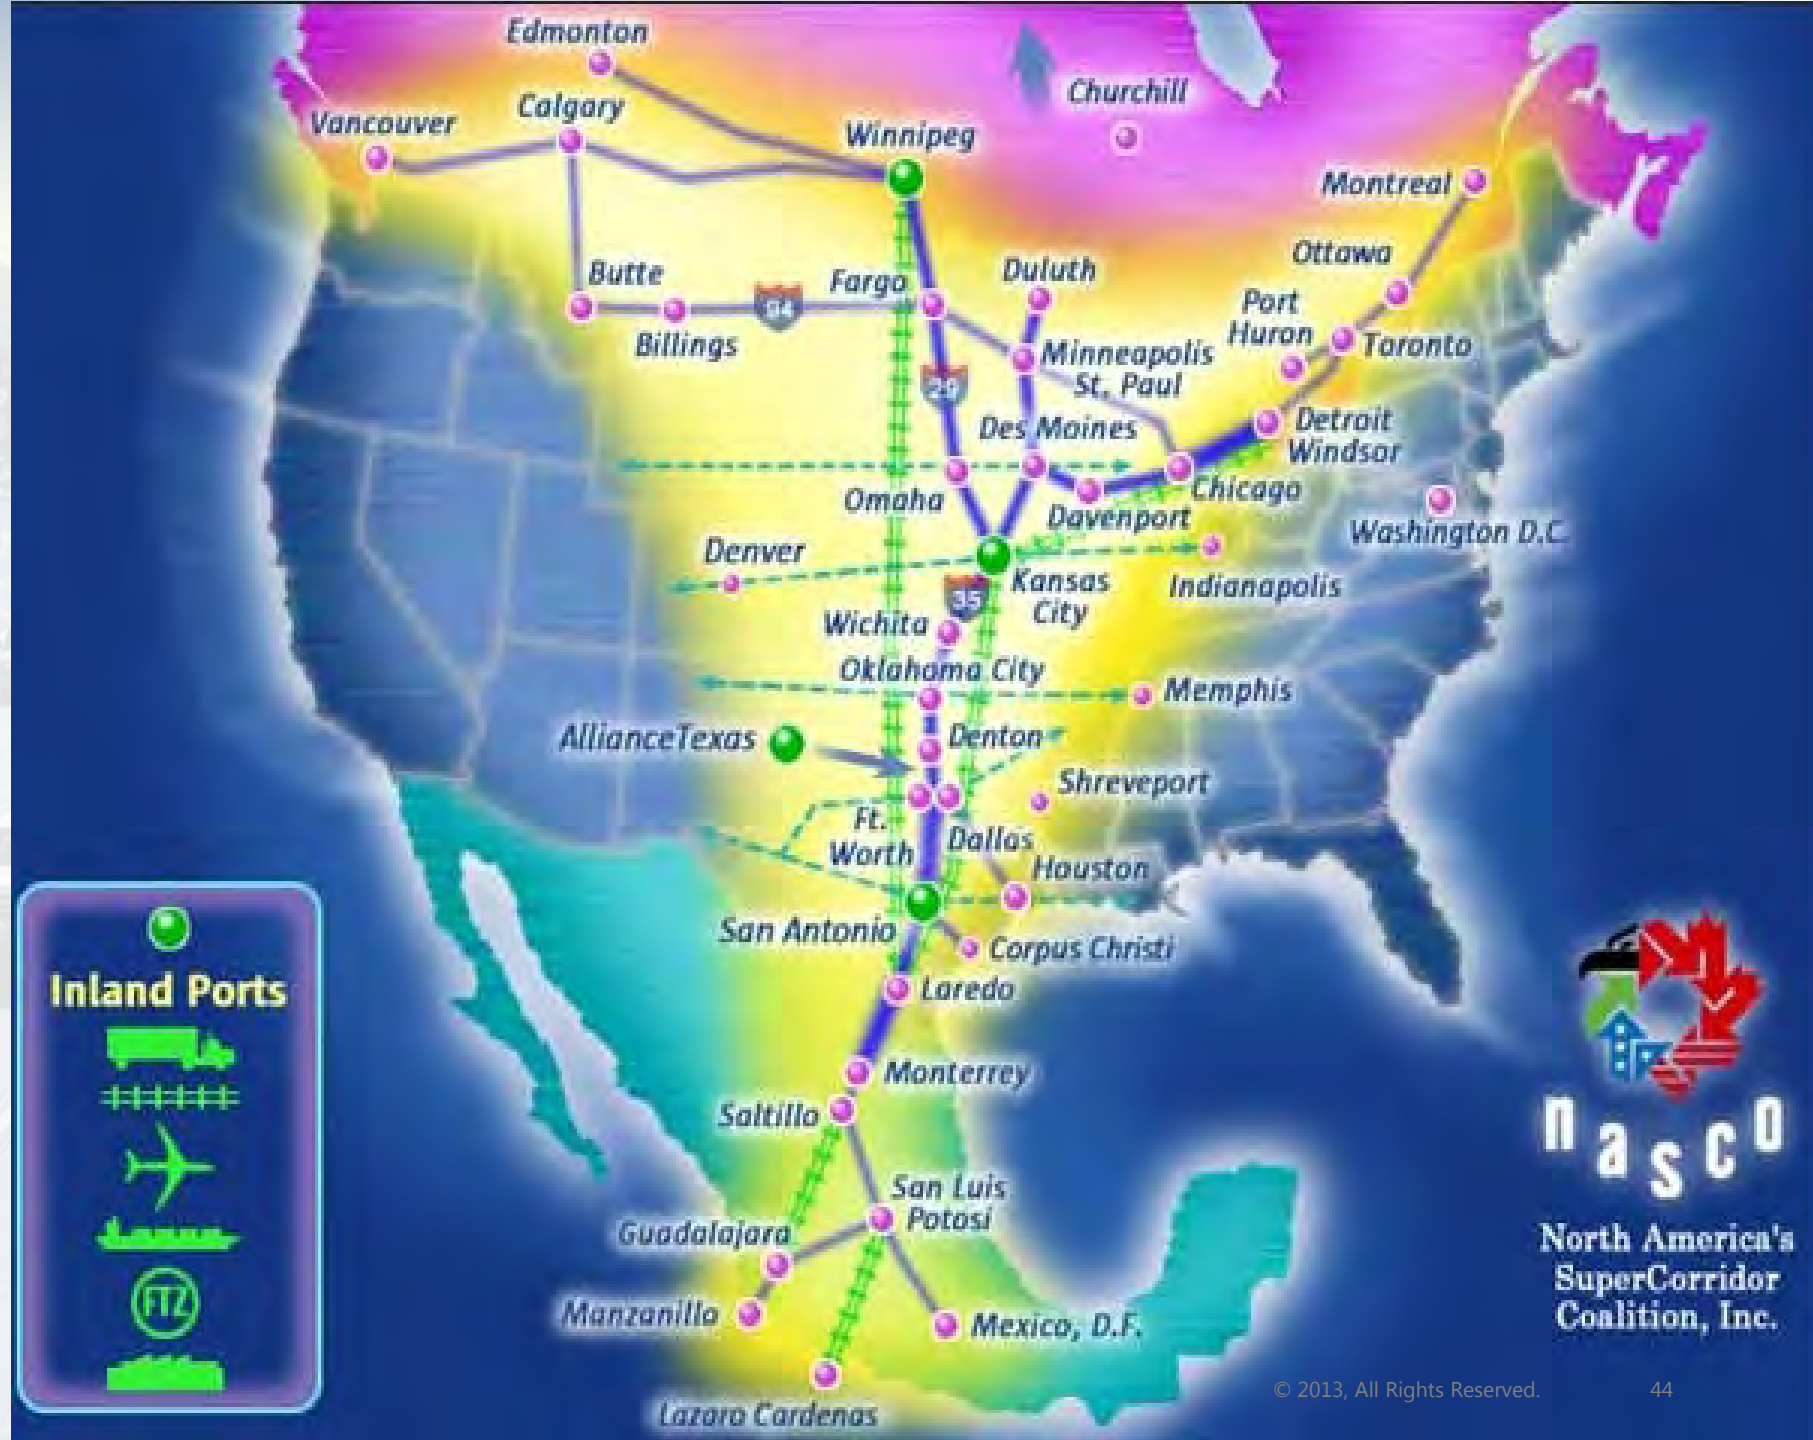 Edmonton
Churchill
Calgary
Vancouver
Winnipeg
Montreal
Ottawa
Butte
Fargo
Duluth
Port
Huron
94
Billings
Minneapolis
St. Paul
Toronto
29
Des Moines
Detroit
Windsor
Omaha
Chicago
Davenport
Washington D.C.
Denver
Kansas
City
Indianapolis
35
Wichita
Oklahoma City
Memphis
AllianceTexas
Denton
Shreveport
Ft.
Worth
Dallas
Houston
San Antonio
Corpus Christi
Laredo
Monterrey
Saltillo
San Luis
Potosi
Guadalajara
Manzanillo
Mexico, D.F.
Lazaro Cardenas
Inland Ports
FTZ
nasco
North America's
SuperCorridor
Coalition, Inc.
© 2013, All Rights Reserved.
44